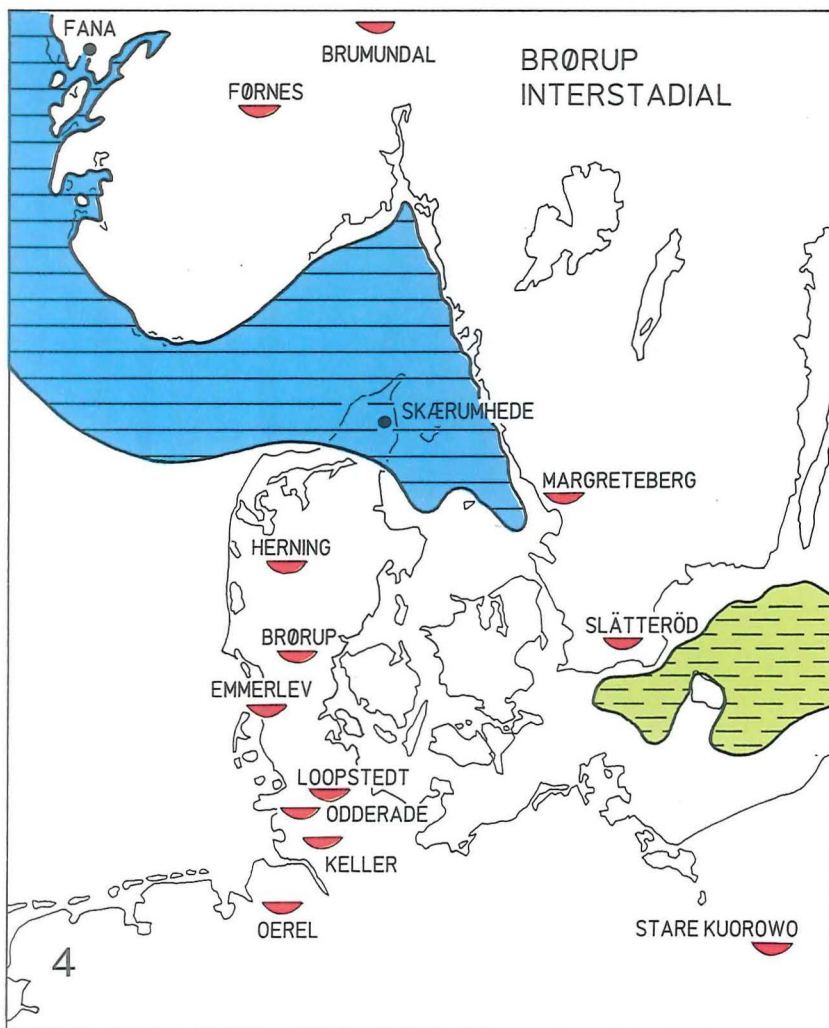 FANA
BRUMUNDAL
BRØRUP
INTERSTADIAL
FØRNES
SKÆRUMHEDE
MARGRETEBERG
HERNING
BRØRUP
SLÄTTERÖD
EMMERLEV
LOOPSTEDT
ODDERADE
KELLER
OEREL
STARE KUOROWO
4